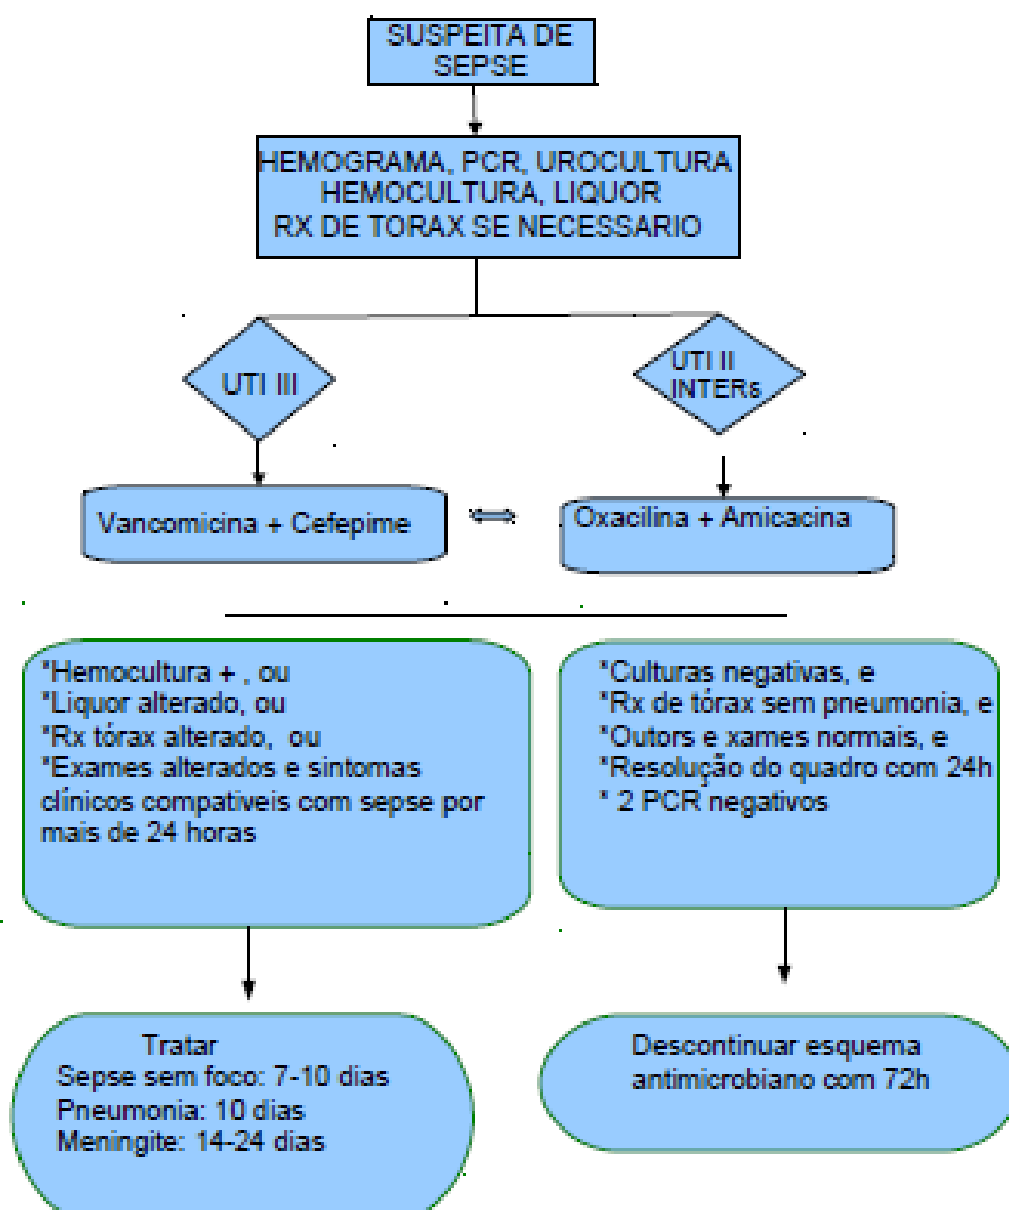 SUSPEITA DE
SEPSE
HEMOGRAMA, PCR, UROCULTURA
HEMOCULTURA, LIQUOR
RX DE TORAX SE NECESSARIO
UTI III
UTI II
INTERs
Vancomicina + Cefepime
Oxacilina + Amicacina
*Hemocultura + , ou
*Liquor alterado, ou
*Rx tórax alterado, ou
*Exames alterados e sintomas
clínicos compativeis com sepse por
mais de 24 horas
*Culturas negativas, e
*Rx de tórax sem pneumonia, e
*Outors e xames normais, e
*Resolução do quadro com 24h
* 2 PCR negativos
Tratar
Sepse sem foco: 7-10 dias
Pneumonia: 10 dias
Meningite: 14-24 dias
Descontinuar esquema
antimicrobiano com 72h